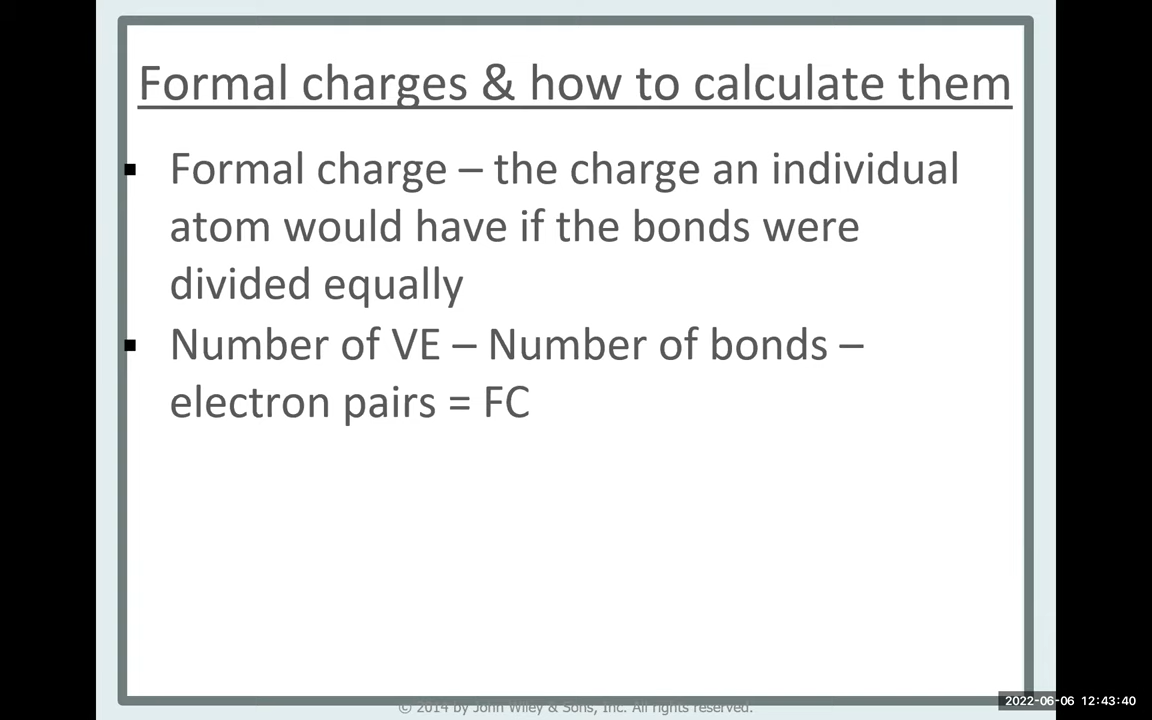 Formal charges & how to calculate them
▪ Formal charge – the charge an individual
atom would have if the bonds were
divided equally
▪ Number of VE – Number of bonds –
electron pairs = FC
© 2014 by John Wiley & Sons, Inc. All rights reserved.
2022-06-06 12:43:40